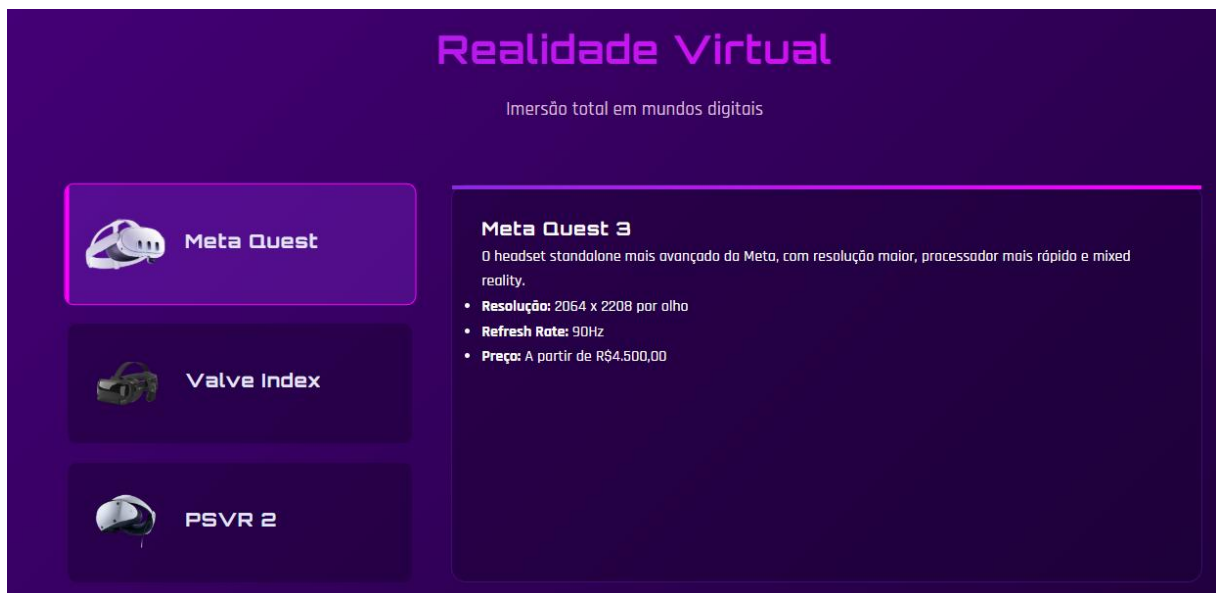 Realidade Virtual
Imersão total em mundos digitais
Meta Quest
Valve Index
PSVR 2
Meta Quest 3
O headset standalone mais avançado da Meta, com resolução maior, processador mais rápido e mixed
reality.
• Resolução: 2064 x 2208 por olho
• Refresh Rate: 90Hz
• Preço: A partir de R$4.500,00